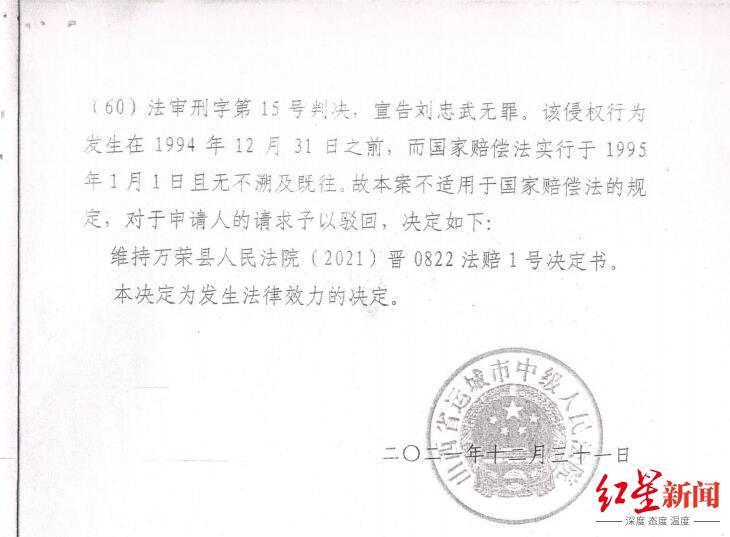 （60）法审刑字第 15 号判决，宣告刘忠武无罪。该侵权行为
发生在 1994 年 12 月 31 日之前，而国家赔偿法实行于 1995
年 1 月 1 日且无不溯及既往。故本案不适用于国家赔偿法的规
定，对于申请人的请求予以驳回，决定如下：
维持万荣县人民法院（2021）晋 0822 法赔 1 号决定书。
本决定为发生法律效力的决定。
山西省运城市中级人民法院
二〇二一年十二月三十一日
红星新闻
深度 态度 温度